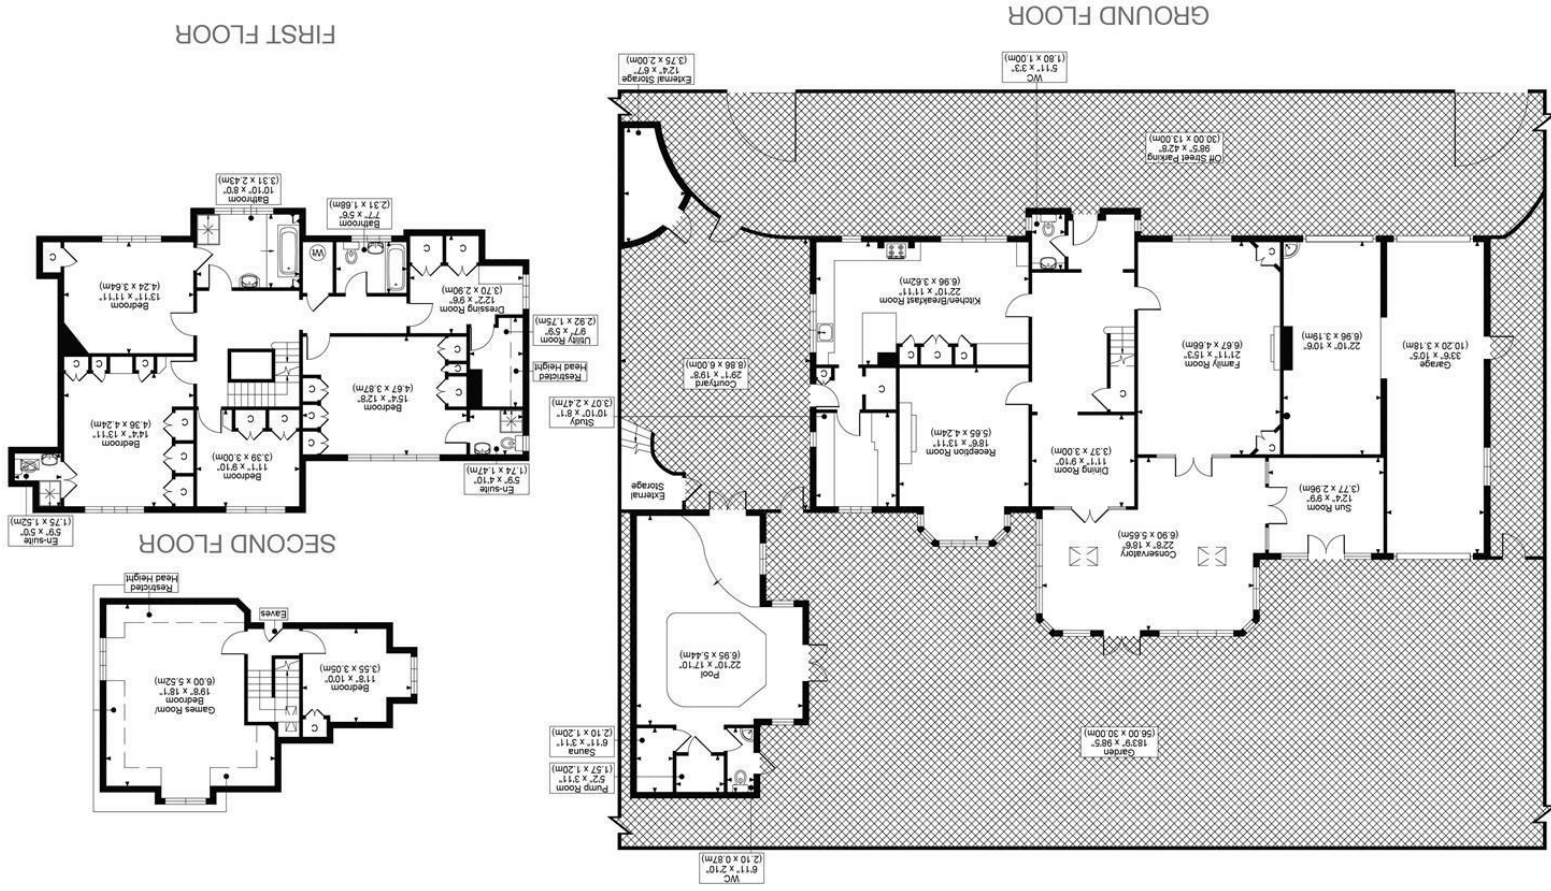 WC
6'11" x 2'10"
(2.10 x 0.87m)
Garden
183'9" x 98'5"
(56.00 x 30.00m)
Pump Room
5'2" x 3'11"
(1.57 x 1.20m)
Sauna
6'11" x 3'11"
(2.10 x 1.20m)
Pool
22'10" x 17'10"
(6.95 x 5.44m)
Conservatory
22'8" x 18'6"
(6.90 x 5.65m)
Sun Room
12'4" x 9'9"
(3.77 x 2.96m)
External
Storage
Dining Room
11'1" x 9'10"
(3.37 x 3.00m)
Reception Room
18'6" x 13'11"
(5.65 x 4.24m)
Study
10'10" x 8'1"
(3.07 x 2.47m)
C
C
C
C
Garage
33'6" x 10'5"
(10.20 x 3.18m)
22'10" x 10'6"
(6.96 x 3.19m)
Family Room
21'11" x 15'3"
(6.67 x 4.66m)
Courtyard
29'1" x 19'8"
(8.86 x 6.00m)
C
C
C
Kitchen/Breakfast Room
22'10" x 11'11"
(6.96 x 3.62m)
C
Off Street Parking
98'5" x 42'8"
(30.00 x 13.00m)
WC
5'11" x 3'3"
(1.80 x 1.00m)
External Storage
12'4" x 6'7"
(3.75 x 2.00m)
GROUND FLOOR
Games Room/
Bedroom
19'8" x 18'1"
(6.00 x 5.52m)
C
Bedroom
11'8" x 10'0"
(3.55 x 3.05m)
Eaves
Restricted
Head Height
SECOND FLOOR
En-suite
5'9" x 4'10"
(1.74 x 1.47m)
En-suite
5'9" x 5'0"
(1.75 x 1.52m)
Bedroom
11'1" x 9'10"
(3.39 x 3.00m)
Bedroom
14'4" x 13'11"
(4.36 x 4.24m)
C
C
C
C
C
C
C
C
Bedroom
15'4" x 12'8"
(4.67 x 3.87m)
C
C
C
C
C
C
Restricted
Head Height
Utility Room
9'7" x 5'9"
(2.92 x 1.75m)
Dressing Room
12'2" x 9'6"
(3.70 x 2.90m)
C
C
Bedroom
13'11" x 11'11"
(4.24 x 3.64m)
C
W
Bathroom
7'7" x 5'6"
(2.31 x 1.68m)
Bathroom
10'10" x 8'0"
(3.31 x 2.43m)
FIRST FLOOR